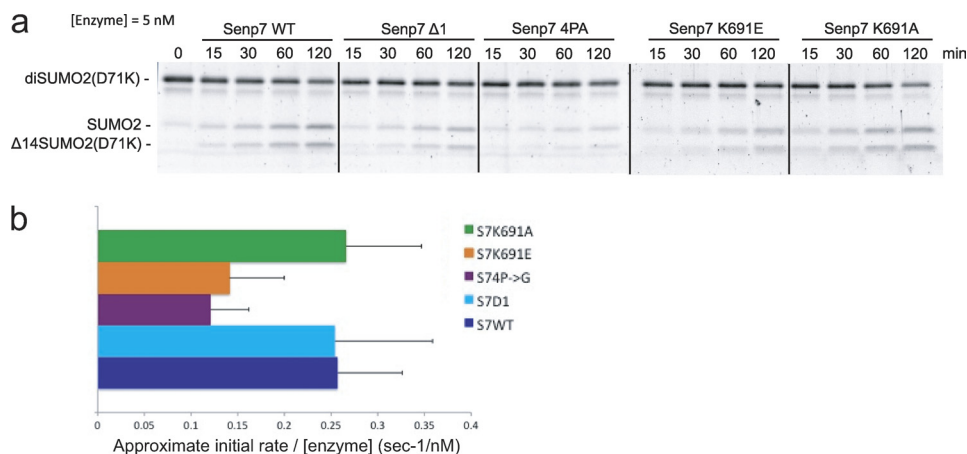 a
[Enzyme] = 5 nM
Senp7 WT Senp7 Δ1 Senp7 4PA Senp7 K691E Senp7 K691A
0 15 30 60 120 15 30 60 120 15 30 60 120 15 30 60 120 15 30 60 120 min
diSUMO2(D71K) -
SUMO2 -
Δ14SUMO2(D71K) -
b
S7K691A
S7K691E
S74P->G
S7D1
S7WT
0 0.05 0.1 0.15 0.2 0.25 0.3 0.35 0.4
Approximate initial rate / [enzyme] (sec-1/nM)